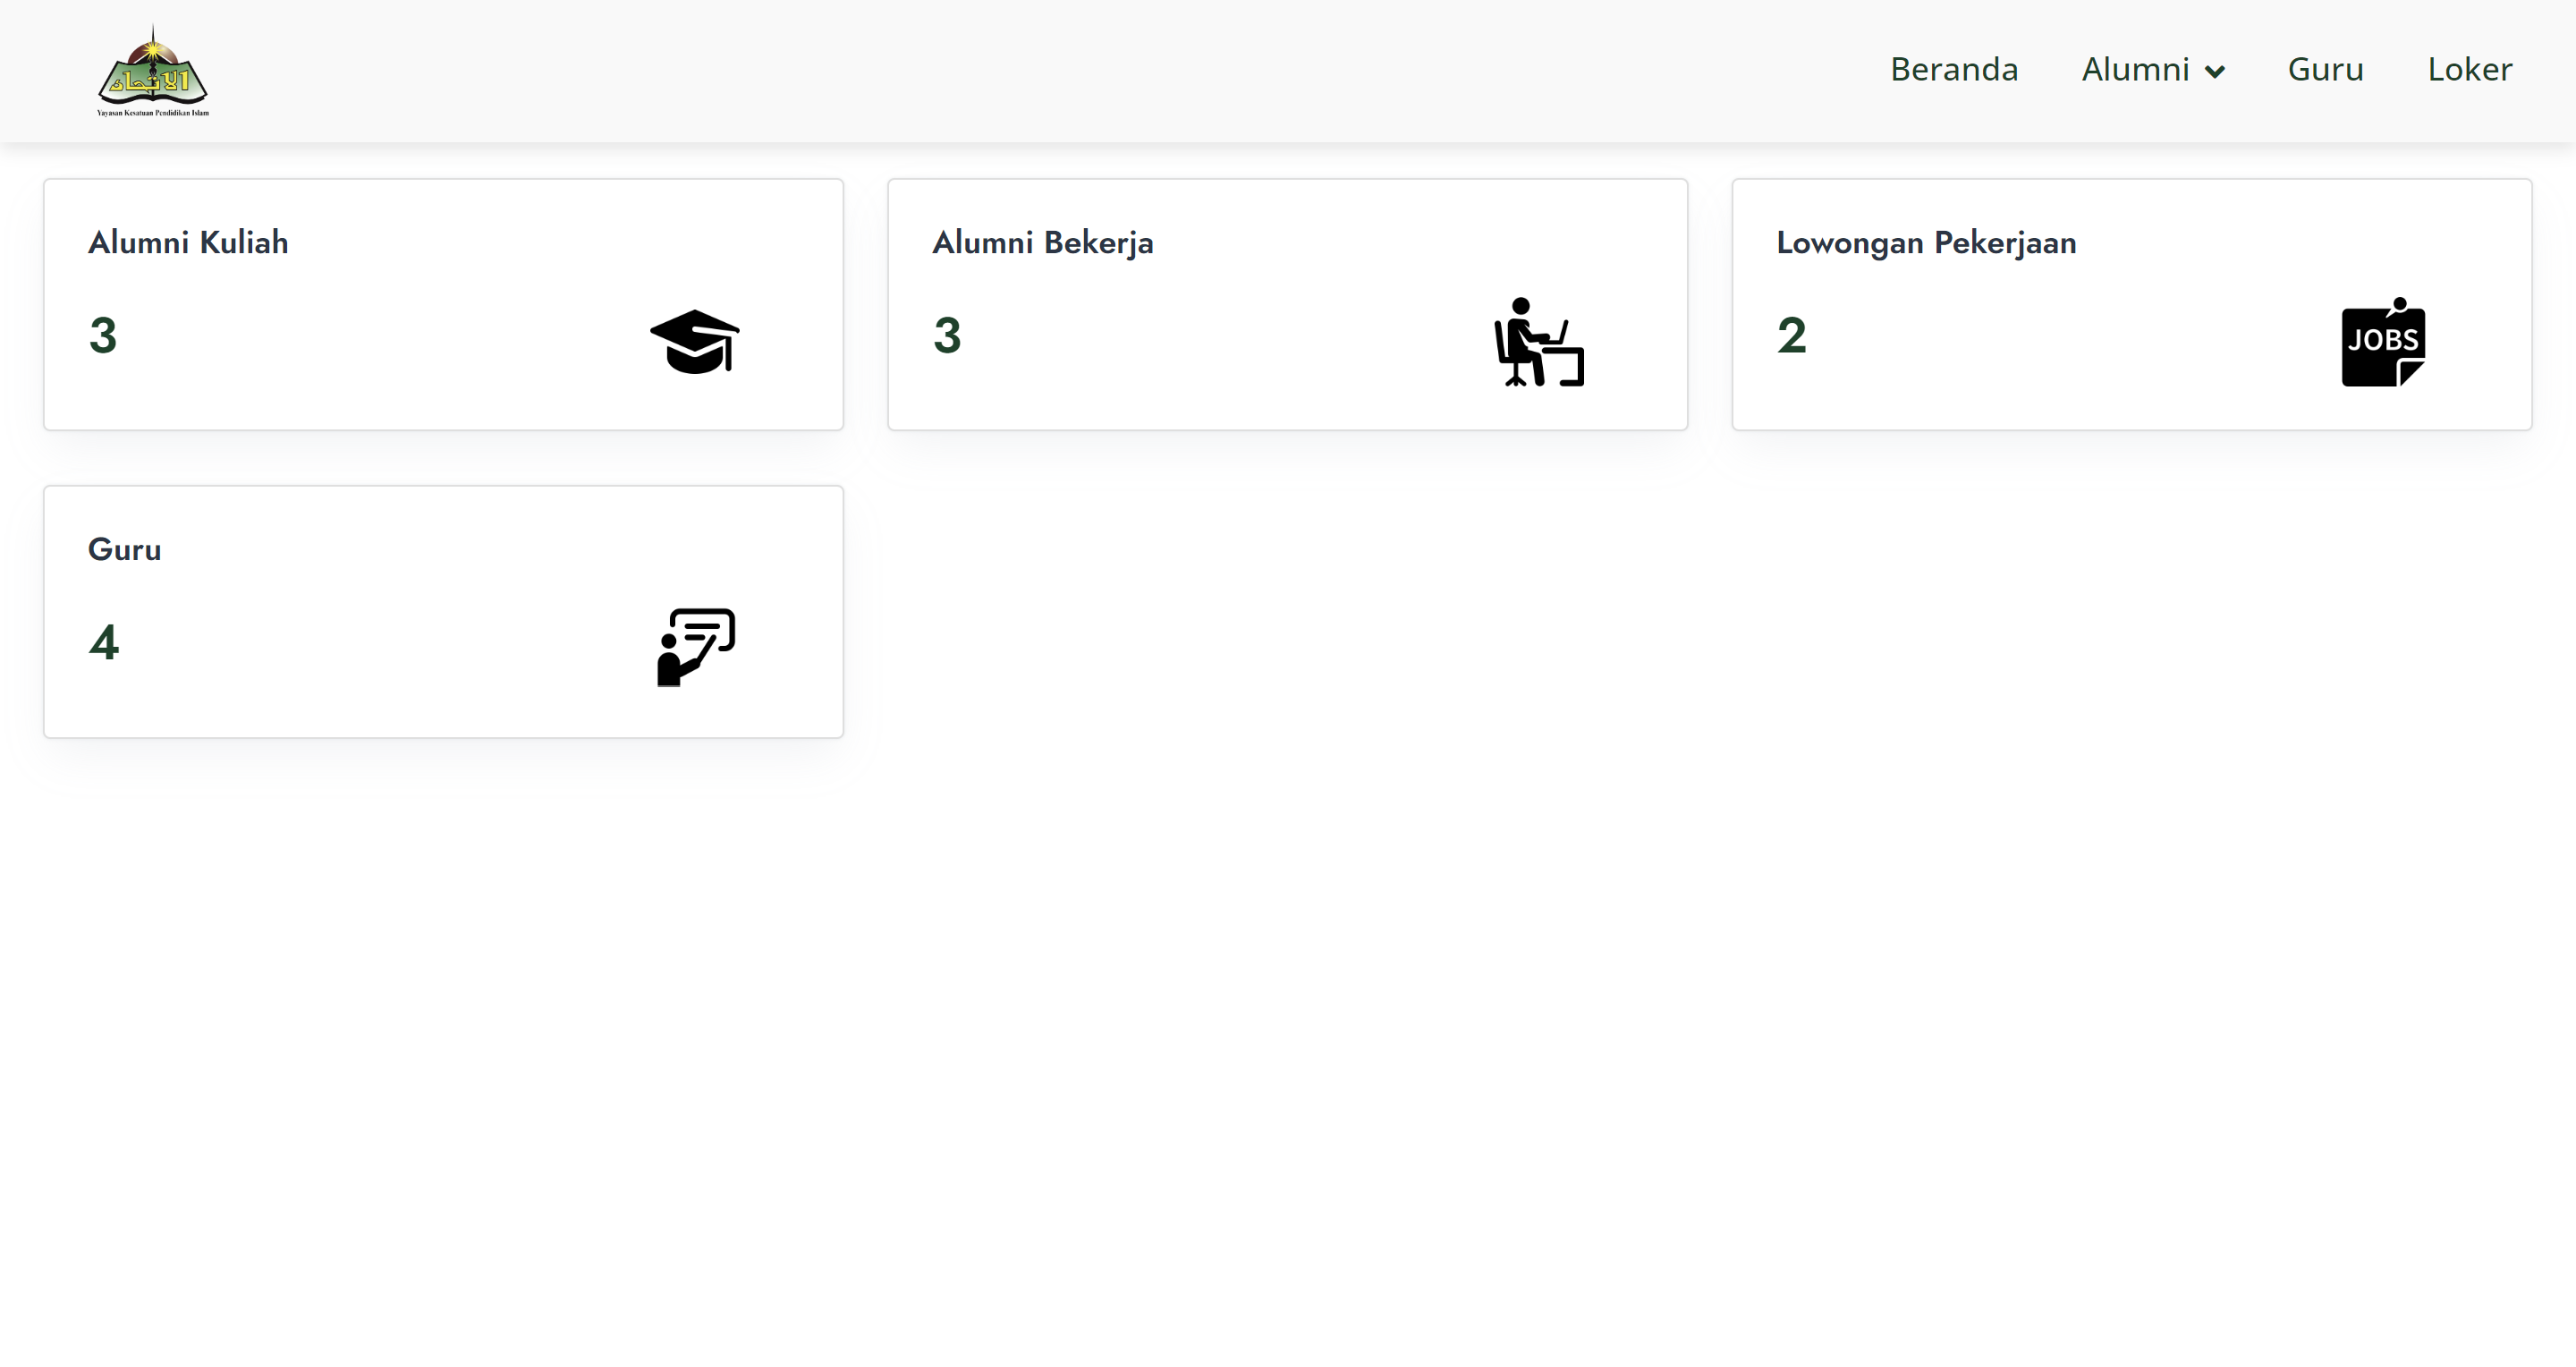 الاتحاد
Yayasan Kesatuan Pendidikan Islam
Beranda
Alumni
Guru
Loker
Alumni Kuliah
3
Alumni Bekerja
3
Lowongan Pekerjaan
2
JOBS
Guru
4